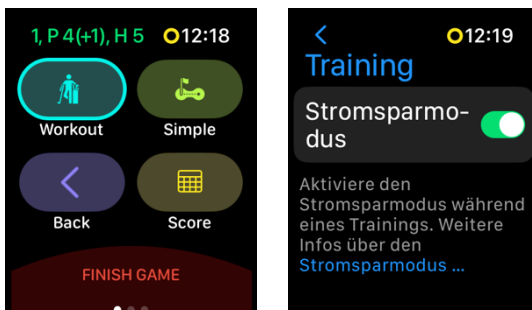 1, P 4(+1), H 5 12:18
Workout Simple
Back Score
FINISH GAME
12:19
Training
Stromsparmo-
dus
Aktiviere den
Stromsparmodus während
eines Trainings. Weitere
Infos über den
Stromsparmodus ...